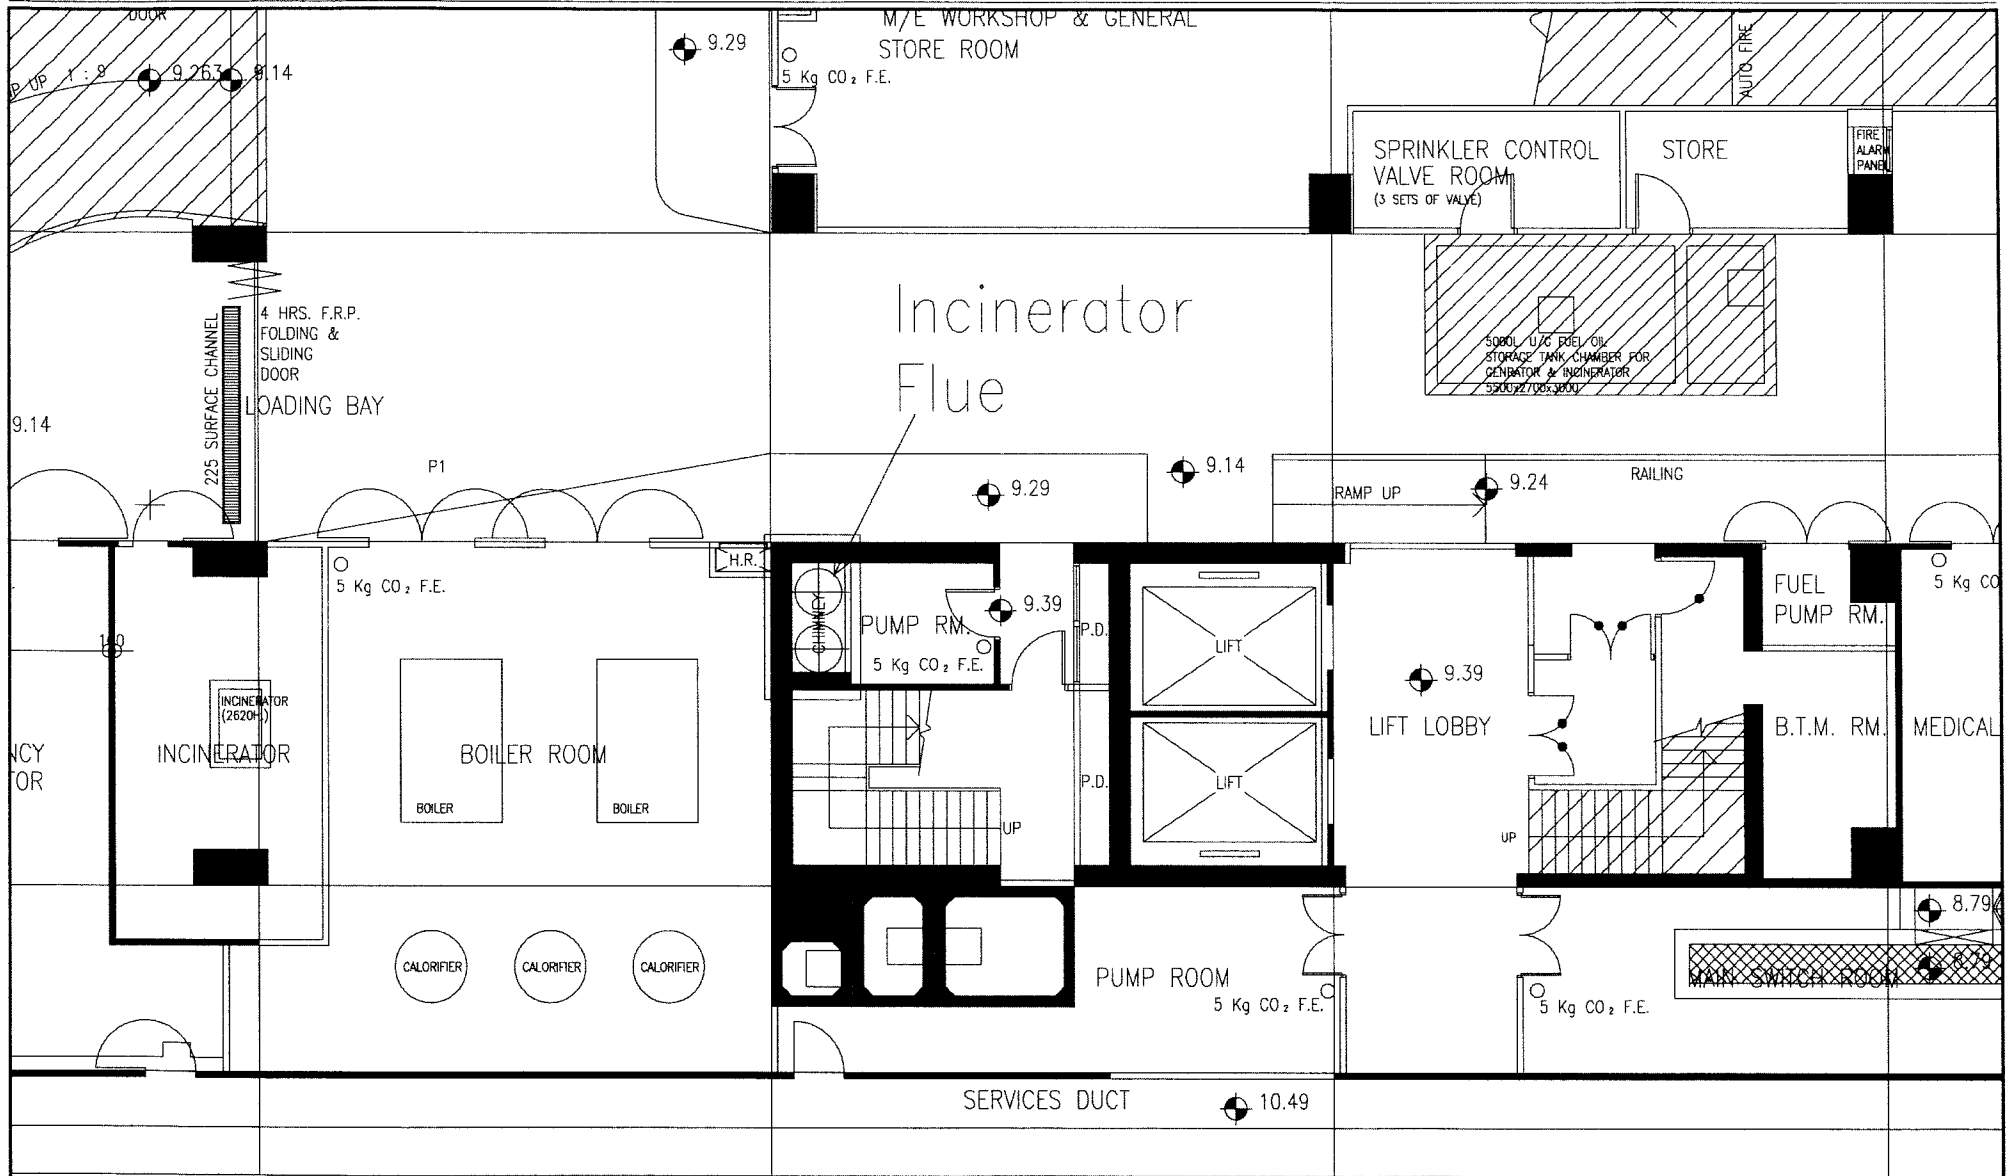 DOOR
M/E WORKSHOP & GENERAL
STORE ROOM
9.29
5 Kg CO₂ F.E.
UP 1 : 9
9.263
9.14
AUTO FIRE
SPRINKLER CONTROL
VALVE ROOM
(3 SETS OF VALVE)
STORE
FIRE
ALARM
PANEL
4 HRS. F.R.P.
FOLDING &
SLIDING
DOOR
225 SURFACE CHANNEL
LOADING BAY
9.14
Incinerator
Flue
5000L U/G FUEL OIL
STORAGE TANK CHAMBER FOR
GENRATOR & INCINERATOR
5500x2700x3000
P1
9.29
9.14
RAMP UP
9.24
RAILING
H.R.
5 Kg CO₂ F.E.
CHIMNEY
PUMP RM.
5 Kg CO₂ F.E.
9.39
P.D.
LIFT
9.39
LIFT LOBBY
FUEL
PUMP RM.
5 Kg CO
INCINERATOR
(2620H.)
INCINERATOR
BOILER ROOM
BOILER
BOILER
UP
P.D.
LIFT
UP
B.T.M. RM.
MEDICAL
NCY
TOR
CALORIFIER
CALORIFIER
CALORIFIER
PUMP ROOM
5 Kg CO₂ F.E.
5 Kg CO₂ F.E.
8.79
8.79
MAIN SWITCH ROOM
SERVICES DUCT
10.49